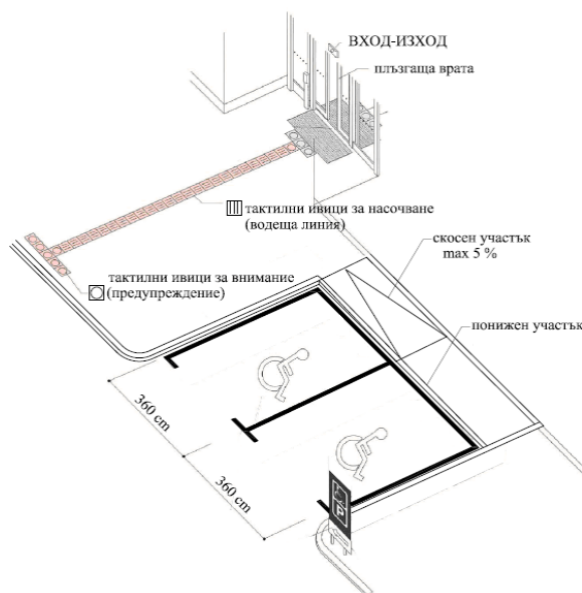 ВХОД-ИЗХОД
плъзгаща врата
тактилни ивици за насочване
(водеща линия)
скосен участък
max 5 %
тактилни ивици за внимание
(предупреждение)
понижен участък
360 cm
360 cm
P